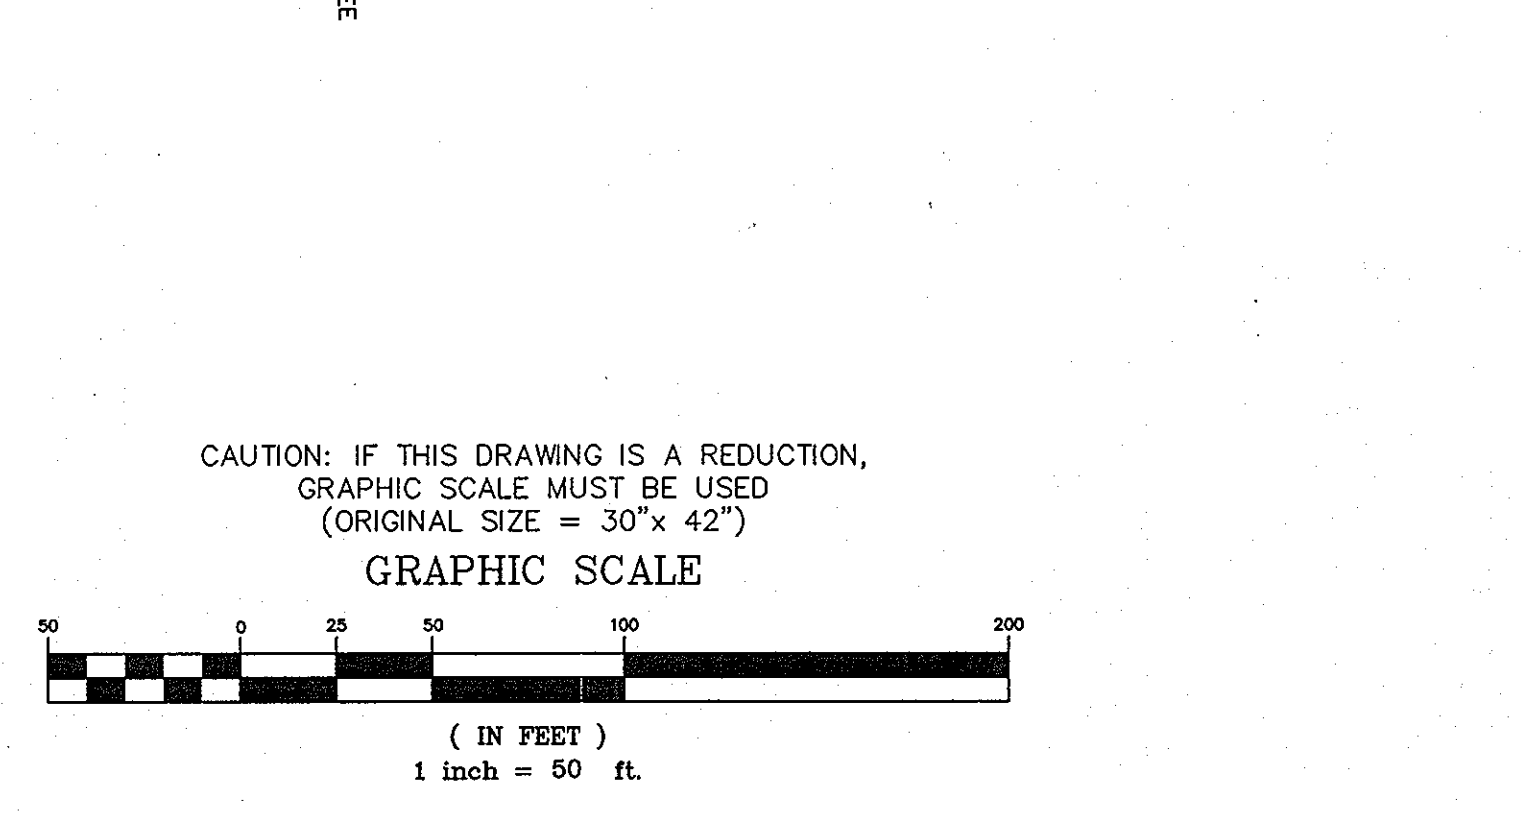 CAUTION: IF THIS DRAWING IS A REDUCTION,
GRAPHIC SCALE MUST BE USED
(ORIGINAL SIZE = 30"x 42")
GRAPHIC SCALE
50 0 25 50 100 200
( IN FEET )
1 inch = 50 ft.